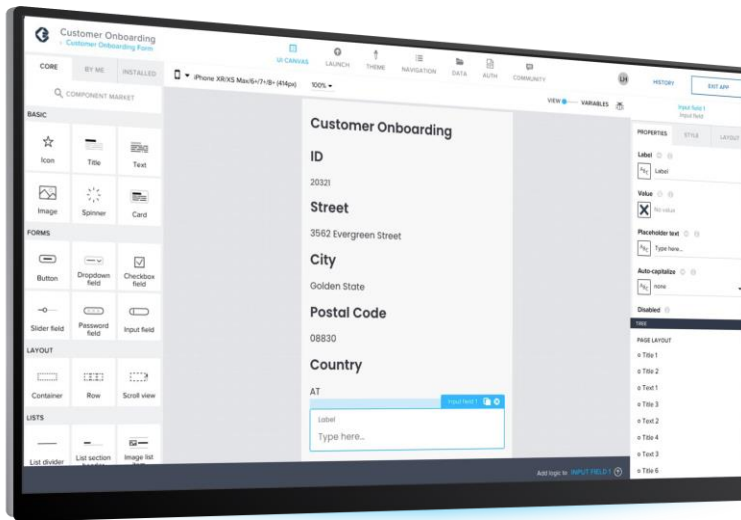 Customer Onboarding
Customer Onboarding Form
UI CANVAS
LAUNCH
THEME
NAVIGATION
DATA
AUTH
COMMUNITY
LH
HISTORY
EXIT APP
CORE
BY ME
INSTALLED
iPhone XR/XS Max/6+/7+/8+ (414px)
100%
VIEW
VARIABLES
COMPONENT MARKET
BASIC
Icon
Title
Text
Image
Spinner
Card
FORMS
Button
Dropdown field
Checkbox field
Slider field
Password field
Input field
LAYOUT
Container
Row
Scroll view
LISTS
List divider
List section
Image list
Customer Onboarding
ID
20321
Street
3562 Evergreen Street
City
Golden State
Postal Code
08830
Country
AT
Input field 1
Label
Type here...
Add logic to INPUT FIELD 1
Input field 1
Input field
PROPERTIES
STYLE
LAYOUT
Label
Label
Value
No value
Placeholder text
Type here...
Auto-capitalize
none
Disabled
TREE
PAGE LAYOUT
Title 1
Title 2
Text 1
Title 3
Text 2
Title 4
Text 3
Title 6